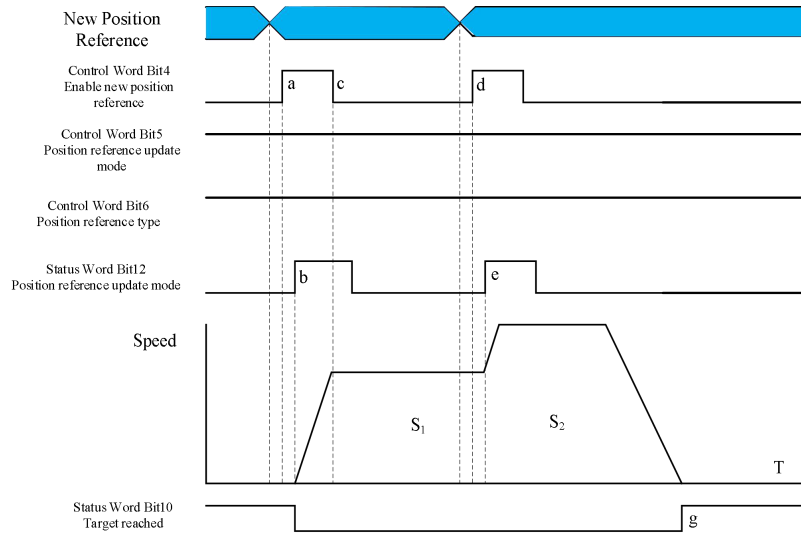 New Position
Reference
Control Word Bit4
Enable new position
reference
a
c
d
Control Word Bit5
Position reference update
mode
Control Word Bit6
Position reference type
Status Word Bit12
Position reference update mode
b
e
Speed
S₁
S₂
T
Status Word Bit10
Target reached
g